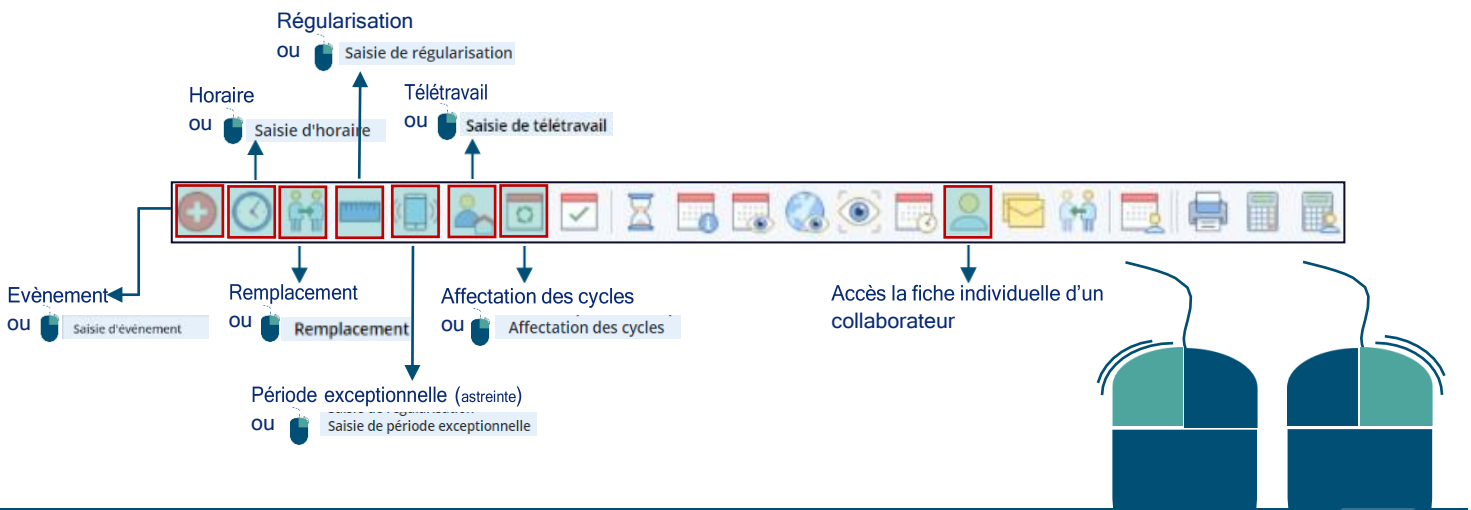 Régularisation
ou Saisie de régularisation
Horaire
ou Saisie d'horaire
Télétravail
ou Saisie de télétravail
Evènement
ou Saisie d'événement
Remplacement
ou Remplacement
Affectation des cycles
ou Affectation des cycles
Accès la fiche individuelle d'un
collaborateur
Période exceptionnelle (astreinte)
ou Saisie de période exceptionnelle